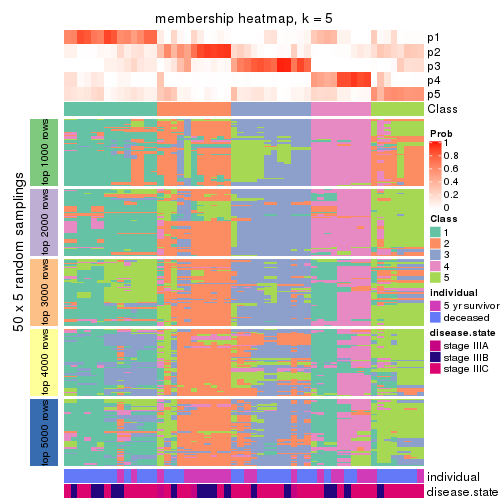 membership heatmap, k = 5
p1
p2
p3
p4
p5
Class
50 x 5 random samplings
top 1000 rows
top 2000 rows
top 3000 rows
top 4000 rows
top 5000 rows
individual
disease.state
Prob
1
0.8
0.6
0.4
0.2
0
Class
1
2
3
4
5
individual
5 yr survivor
deceased
disease.state
stage IIIA
stage IIIB
stage IIIC